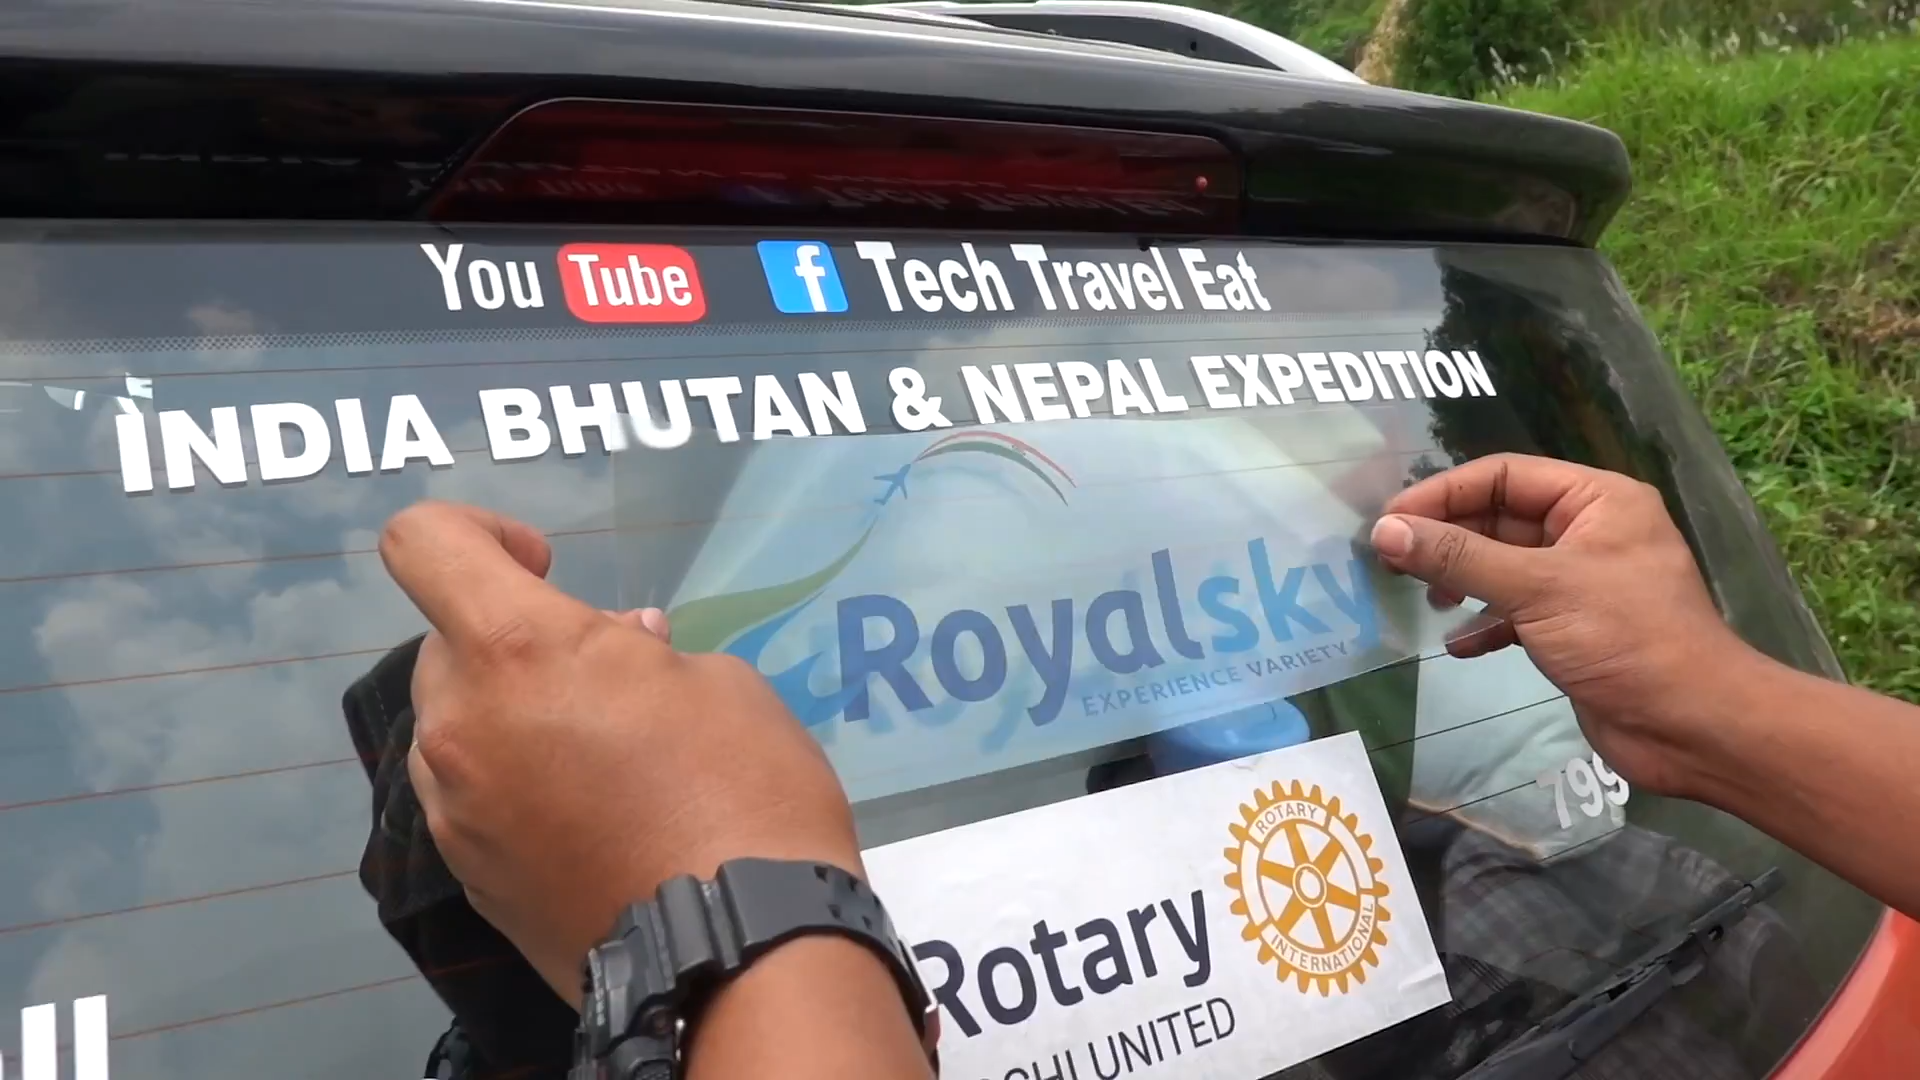 You Tube f Tech Travel Eat
INDIA BHUTAN & NEPAL EXPEDITION
Royalsky
EXPERIENCE VARIETY
799
ROTARY
INTERNATIONAL
Rotary
UNITED